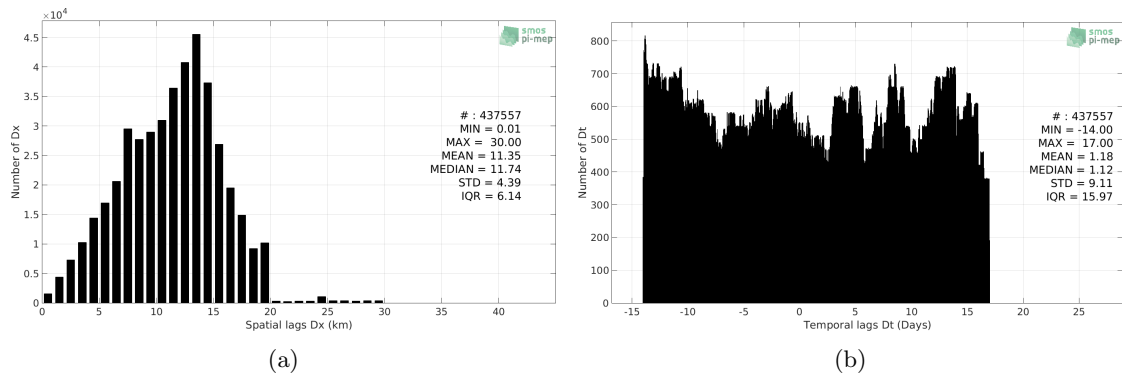 ×10⁴
4.5
4
3.5
3
2.5
2
1.5
1
0.5
0
Number of Dx
0 5 10 15 20 25 30 35 40
Spatial lags Dx (km)
smos
pi-mep
# : 437557
MIN = 0.01
MAX = 30.00
MEAN = 11.35
MEDIAN = 11.74
STD = 4.39
IQR = 6.14
(a)
800
700
600
500
400
300
200
100
0
Number of Dt
-15 -10 -5 0 5 10 15 20 25
Temporal lags Dt (Days)
smos
pi-mep
# : 437557
MIN = -14.00
MAX = 17.00
MEAN = 1.18
MEDIAN = 1.12
STD = 9.11
IQR = 15.97
(b)